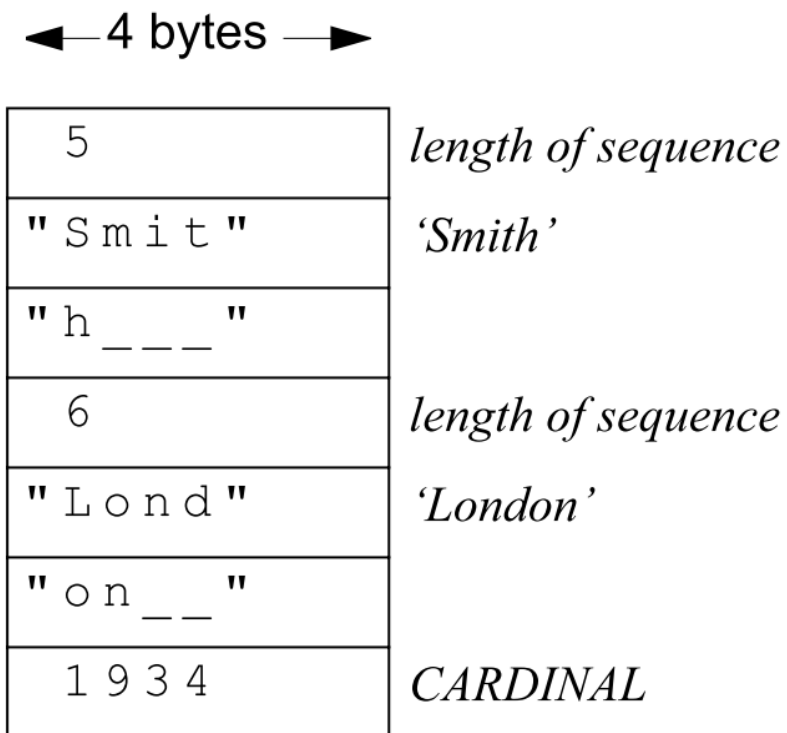 4 bytes
5 length of sequence
"Smit" ‘Smith’
"h___"
6 length of sequence
"Lond" ‘London’
"on__"
1934 CARDINAL